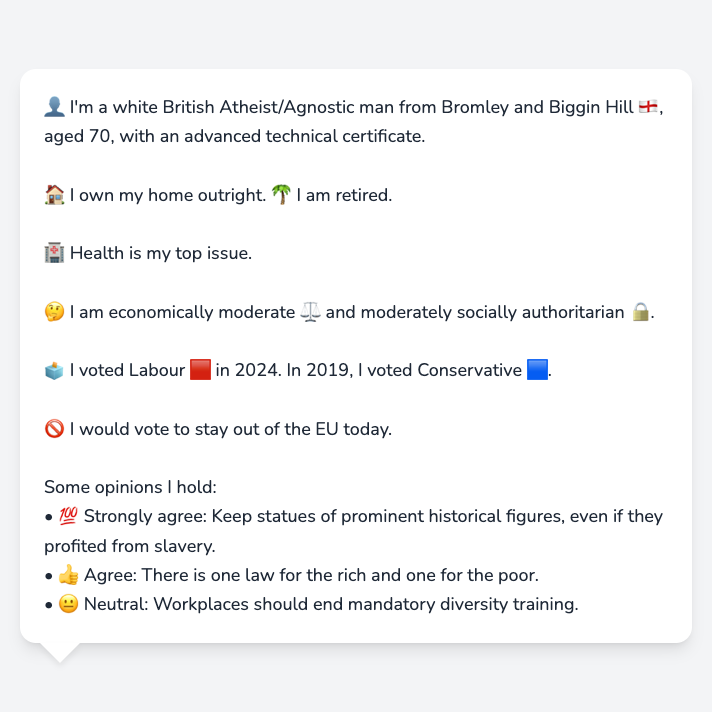 👤 I'm a white British Atheist/Agnostic man from Bromley and Biggin Hill 🏴󠁧󠁢󠁥󠁮󠁧󠁿,
aged 70, with an advanced technical certificate.
🏠 I own my home outright. 🌴 I am retired.
🏥 Health is my top issue.
🤔 I am economically moderate ⚖️ and moderately socially authoritarian 🔒.
🗳️ I voted Labour 🟥 in 2024. In 2019, I voted Conservative 🟦.
🚫 I would vote to stay out of the EU today.
Some opinions I hold:
• 💯 Strongly agree: Keep statues of prominent historical figures, even if they
profited from slavery.
• 👍 Agree: There is one law for the rich and one for the poor.
• 😐 Neutral: Workplaces should end mandatory diversity training.